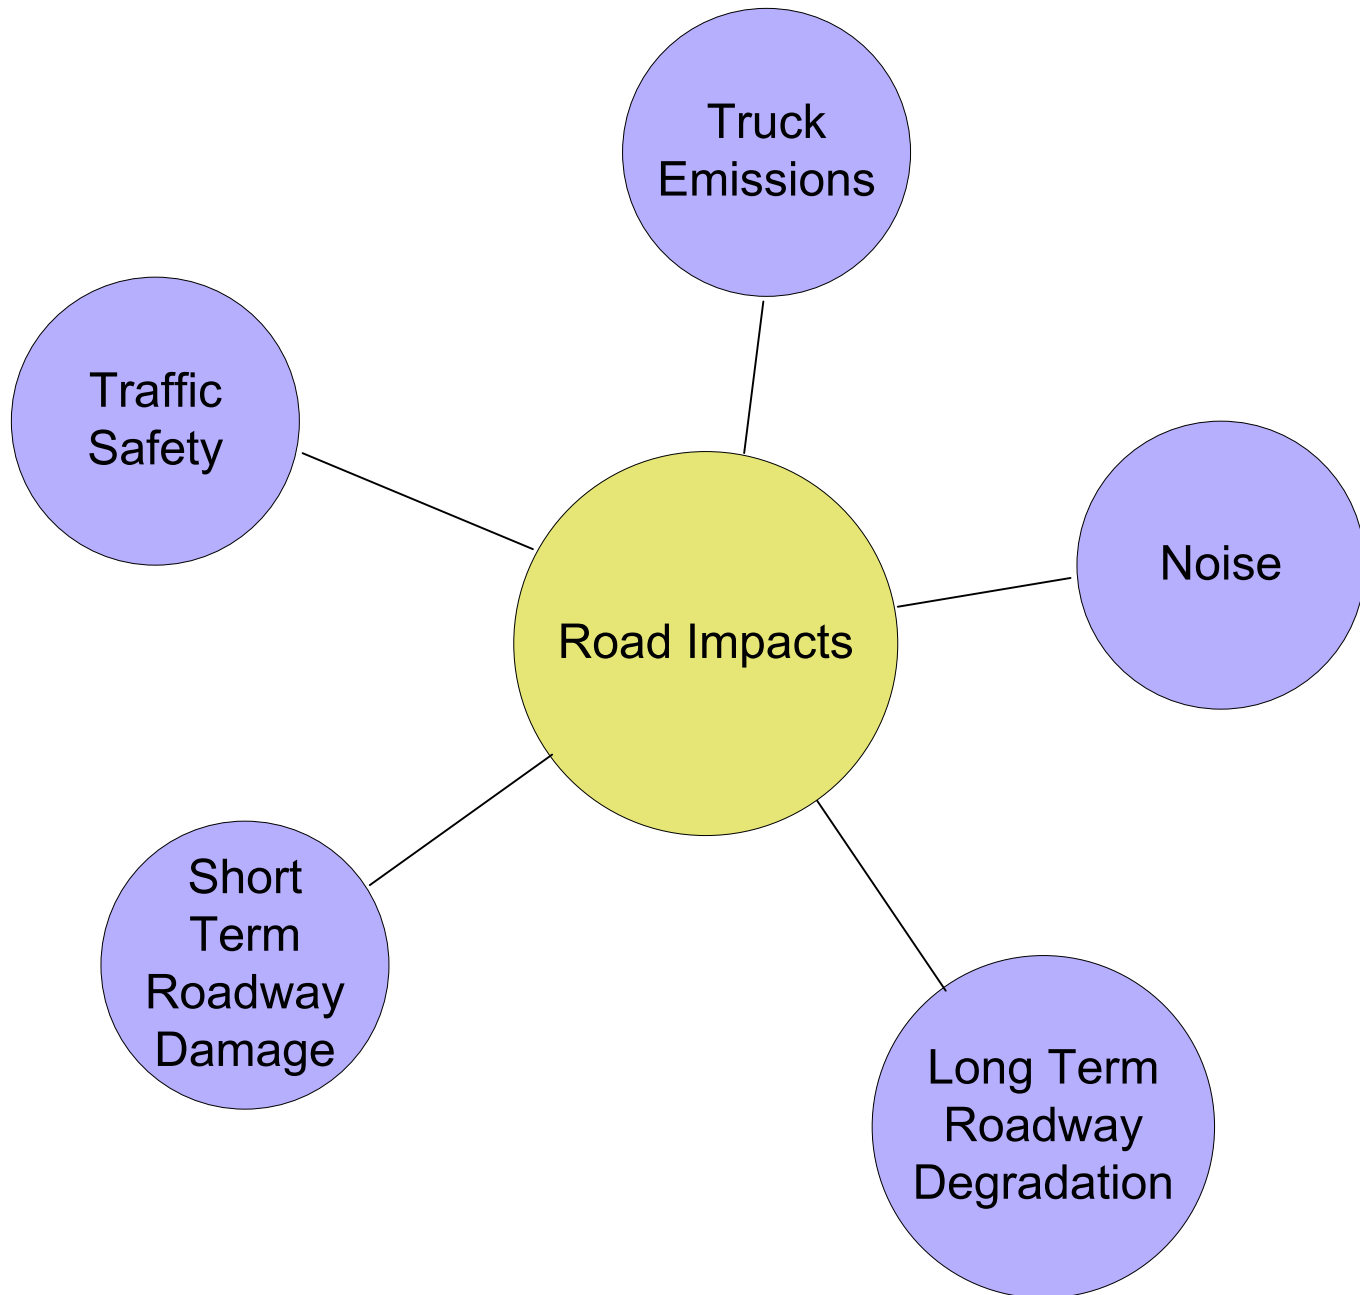 Truck
Emissions
Traffic
Safety
Noise
Road Impacts
Short
Term
Roadway
Damage
Long Term
Roadway
Degradation